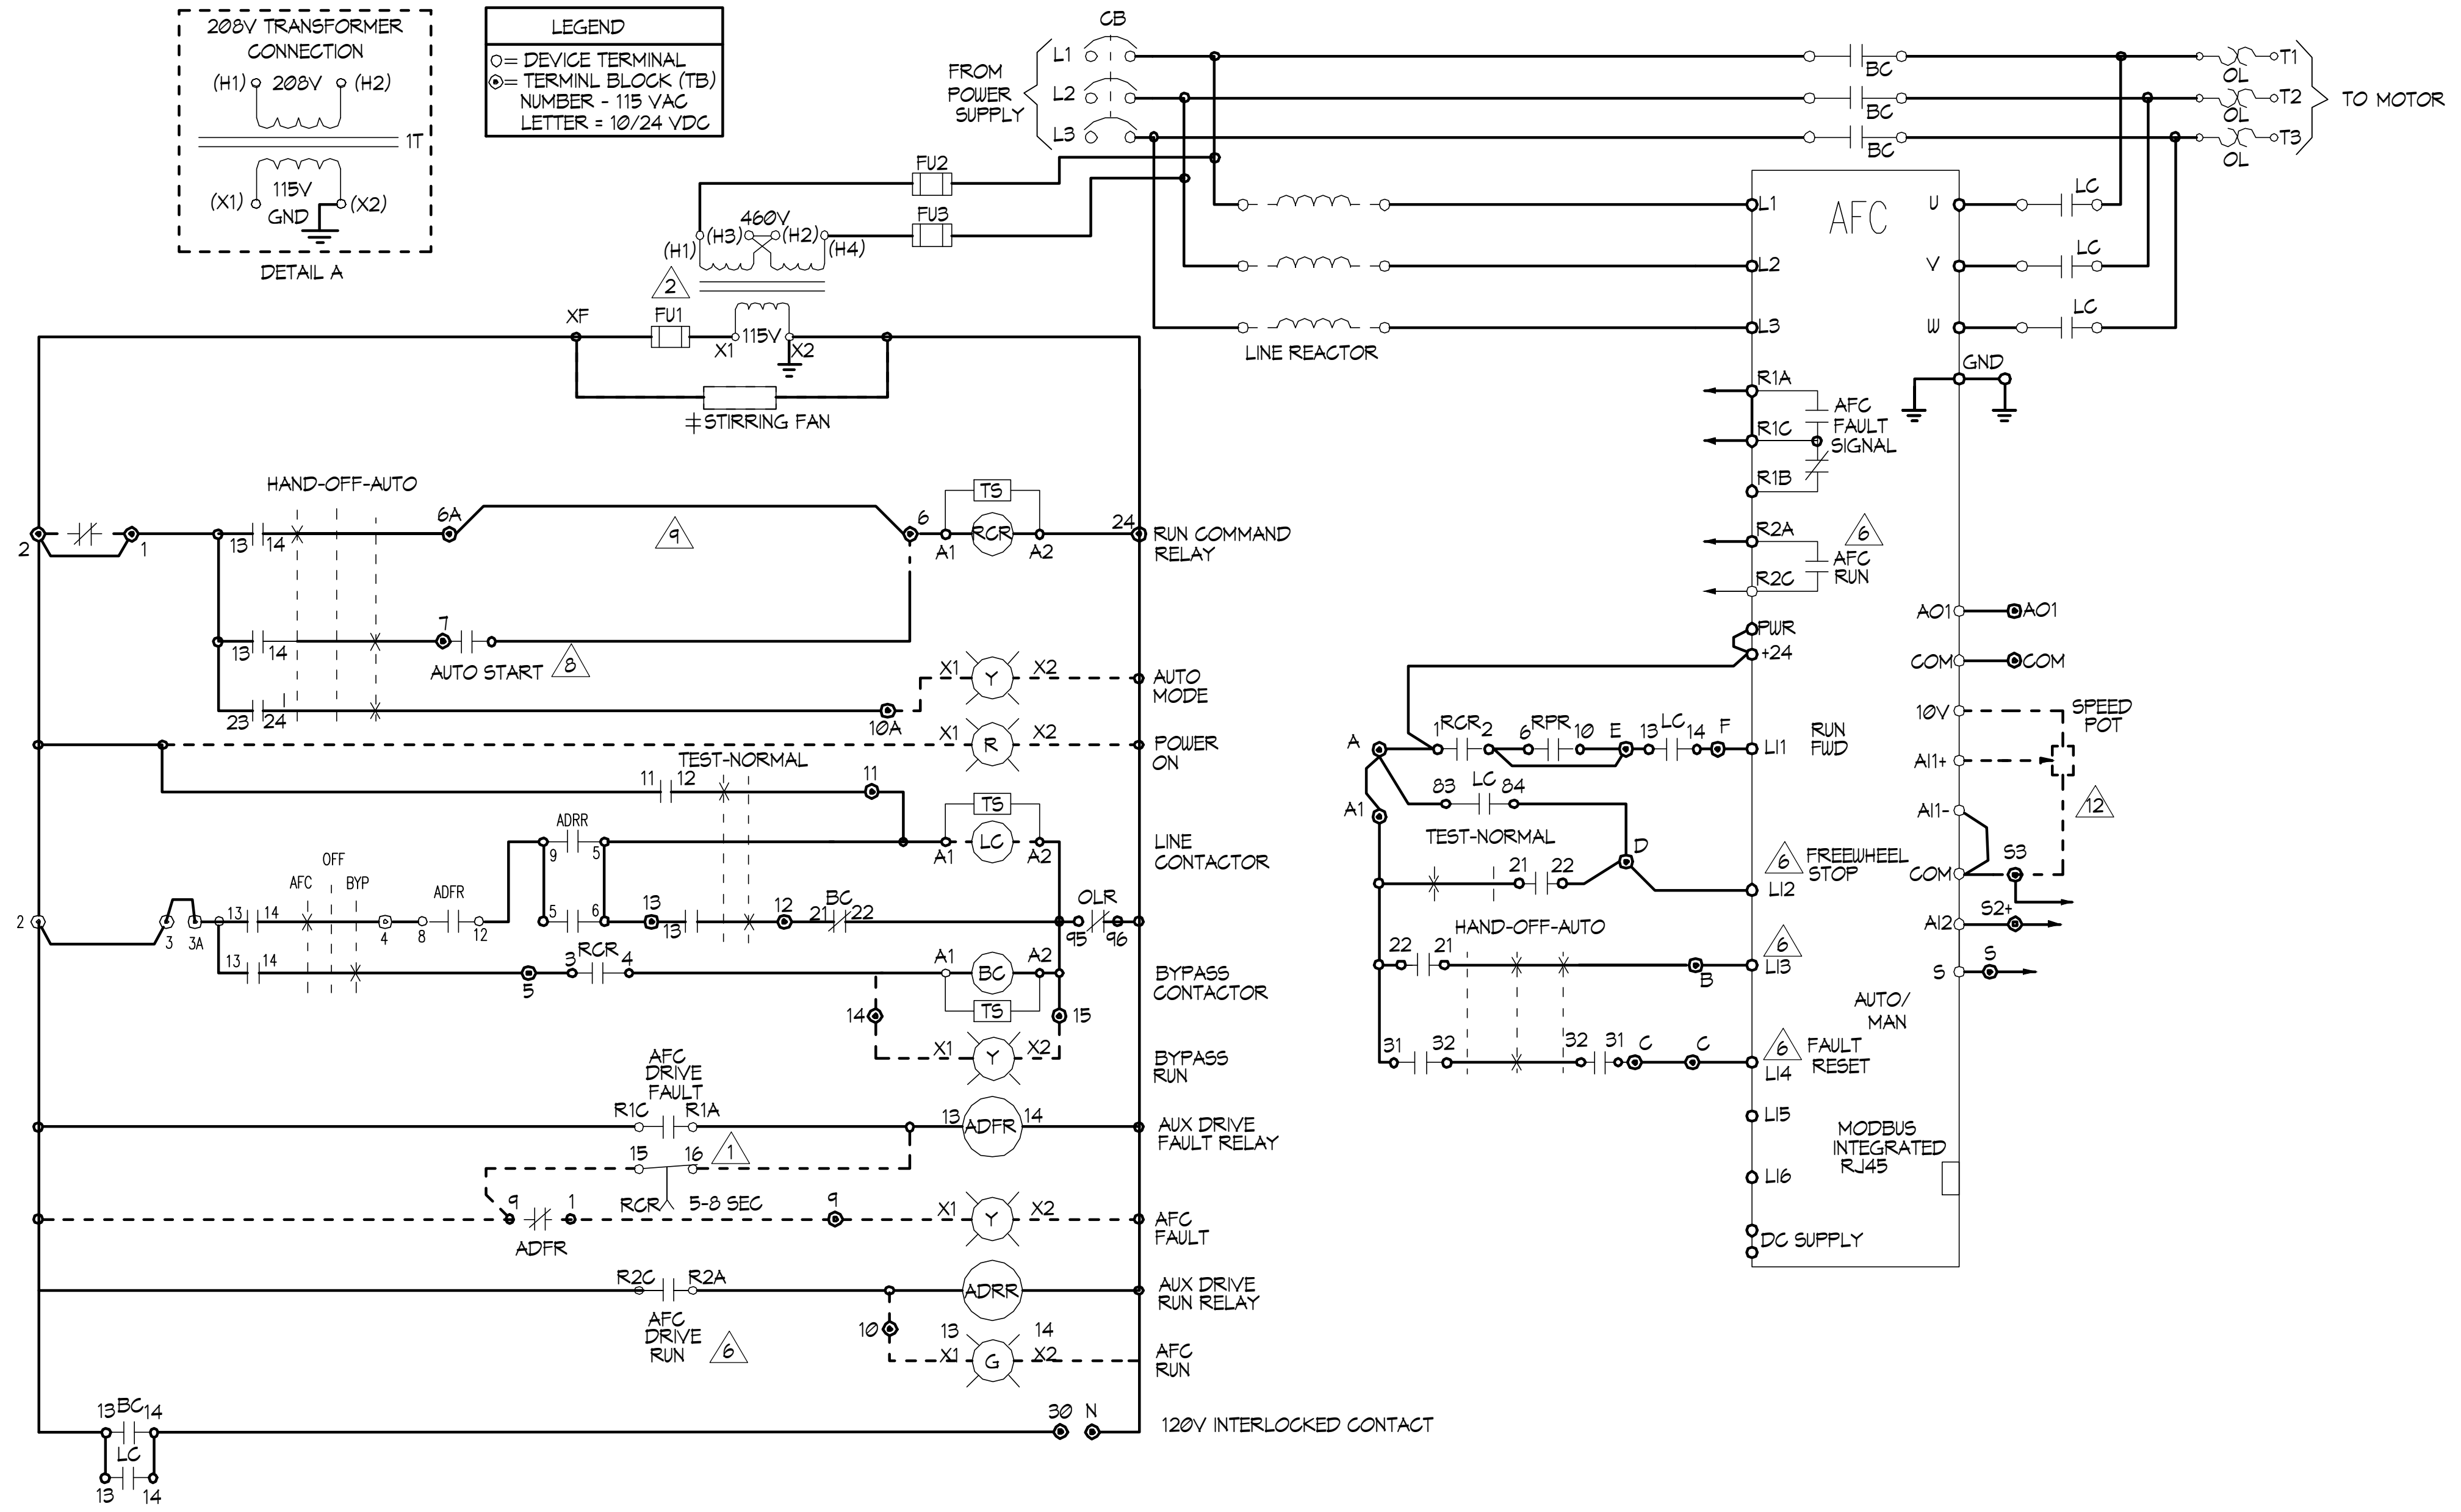 208V TRANSFORMER
CONNECTION
(H1) 208V (H2)
1T
115V
(X1) (X2)
GND
DETAIL A
LEGEND
= DEVICE TERMINAL
= TERMINL BLOCK (TB)
NUMBER - 115 VAC
LETTER = 10/24 VDC
CB
FROM
POWER
SUPPLY
L1
L2
L3
BC
BC
BC
OL
OL
OL
T1
T2
T3
TO MOTOR
FU2
FU3
460V
(H1) (H3) (H2) (H4)
2
XF
FU1
X1 115V X2
STIRRING FAN
LINE REACTOR
L1
L2
L3
AFC
U
V
W
LC
LC
LC
GND
R1A
R1C
R1B
AFC
FAULT
SIGNAL
R2A
R2C
6
AFC
RUN
PWR
+24
HAND-OFF-AUTO
2 1
13 14
6A
9
6
TS
A1 RCR A2
24
RUN COMMAND
RELAY
13 14
7
AUTO START
8
23 24
10A
X1 Y X2
AUTO
MODE
X1 R X2
POWER
ON
TEST-NORMAL
11 12
11
TS
A1 LC A2
LINE
CONTACTOR
ADRR
9 5
OFF
AFC BYP
2
3 3A
13 14
4
ADFR
8 12
5 6
13
13
12
BC
21 22
OLR
95 96
13 14
5
RCR
3 4
A1 BC A2
TS
BYPASS
CONTACTOR
14
15
X1 Y X2
BYPASS
RUN
AFC
DRIVE
FAULT
R1C R1A
1
13 ADFR 14
AUX DRIVE
FAULT RELAY
15 16
RCR 5-8 SEC
9 1
ADFR
9
X1 Y X2
AFC
FAULT
R2C R2A
AFC
DRIVE
RUN
6
ADRR
AUX DRIVE
RUN RELAY
10
13 14
X1 G X2
AFC
RUN
13 BC 14
LC
13 14
30 N
120V INTERLOCKED CONTACT
A
1 RCR 2
6 RPR 10
E
13 LC 14
F
LI1
RUN
FWD
83 LC 84
A1
TEST-NORMAL
21 22
D
6
FREEWHEEL
STOP
LI2
HAND-OFF-AUTO
22 21
B
6
LI3
AUTO/
MAN
31 32
32 31
C C
6
FAULT
RESET
LI4
LI5
LI6
MODBUS
INTEGRATED
RJ45
DC SUPPLY
AO1 AO1
COM COM
10V
SPEED
POT
AI1+
AI1-
12
COM
S3
AI2
S2+
S S